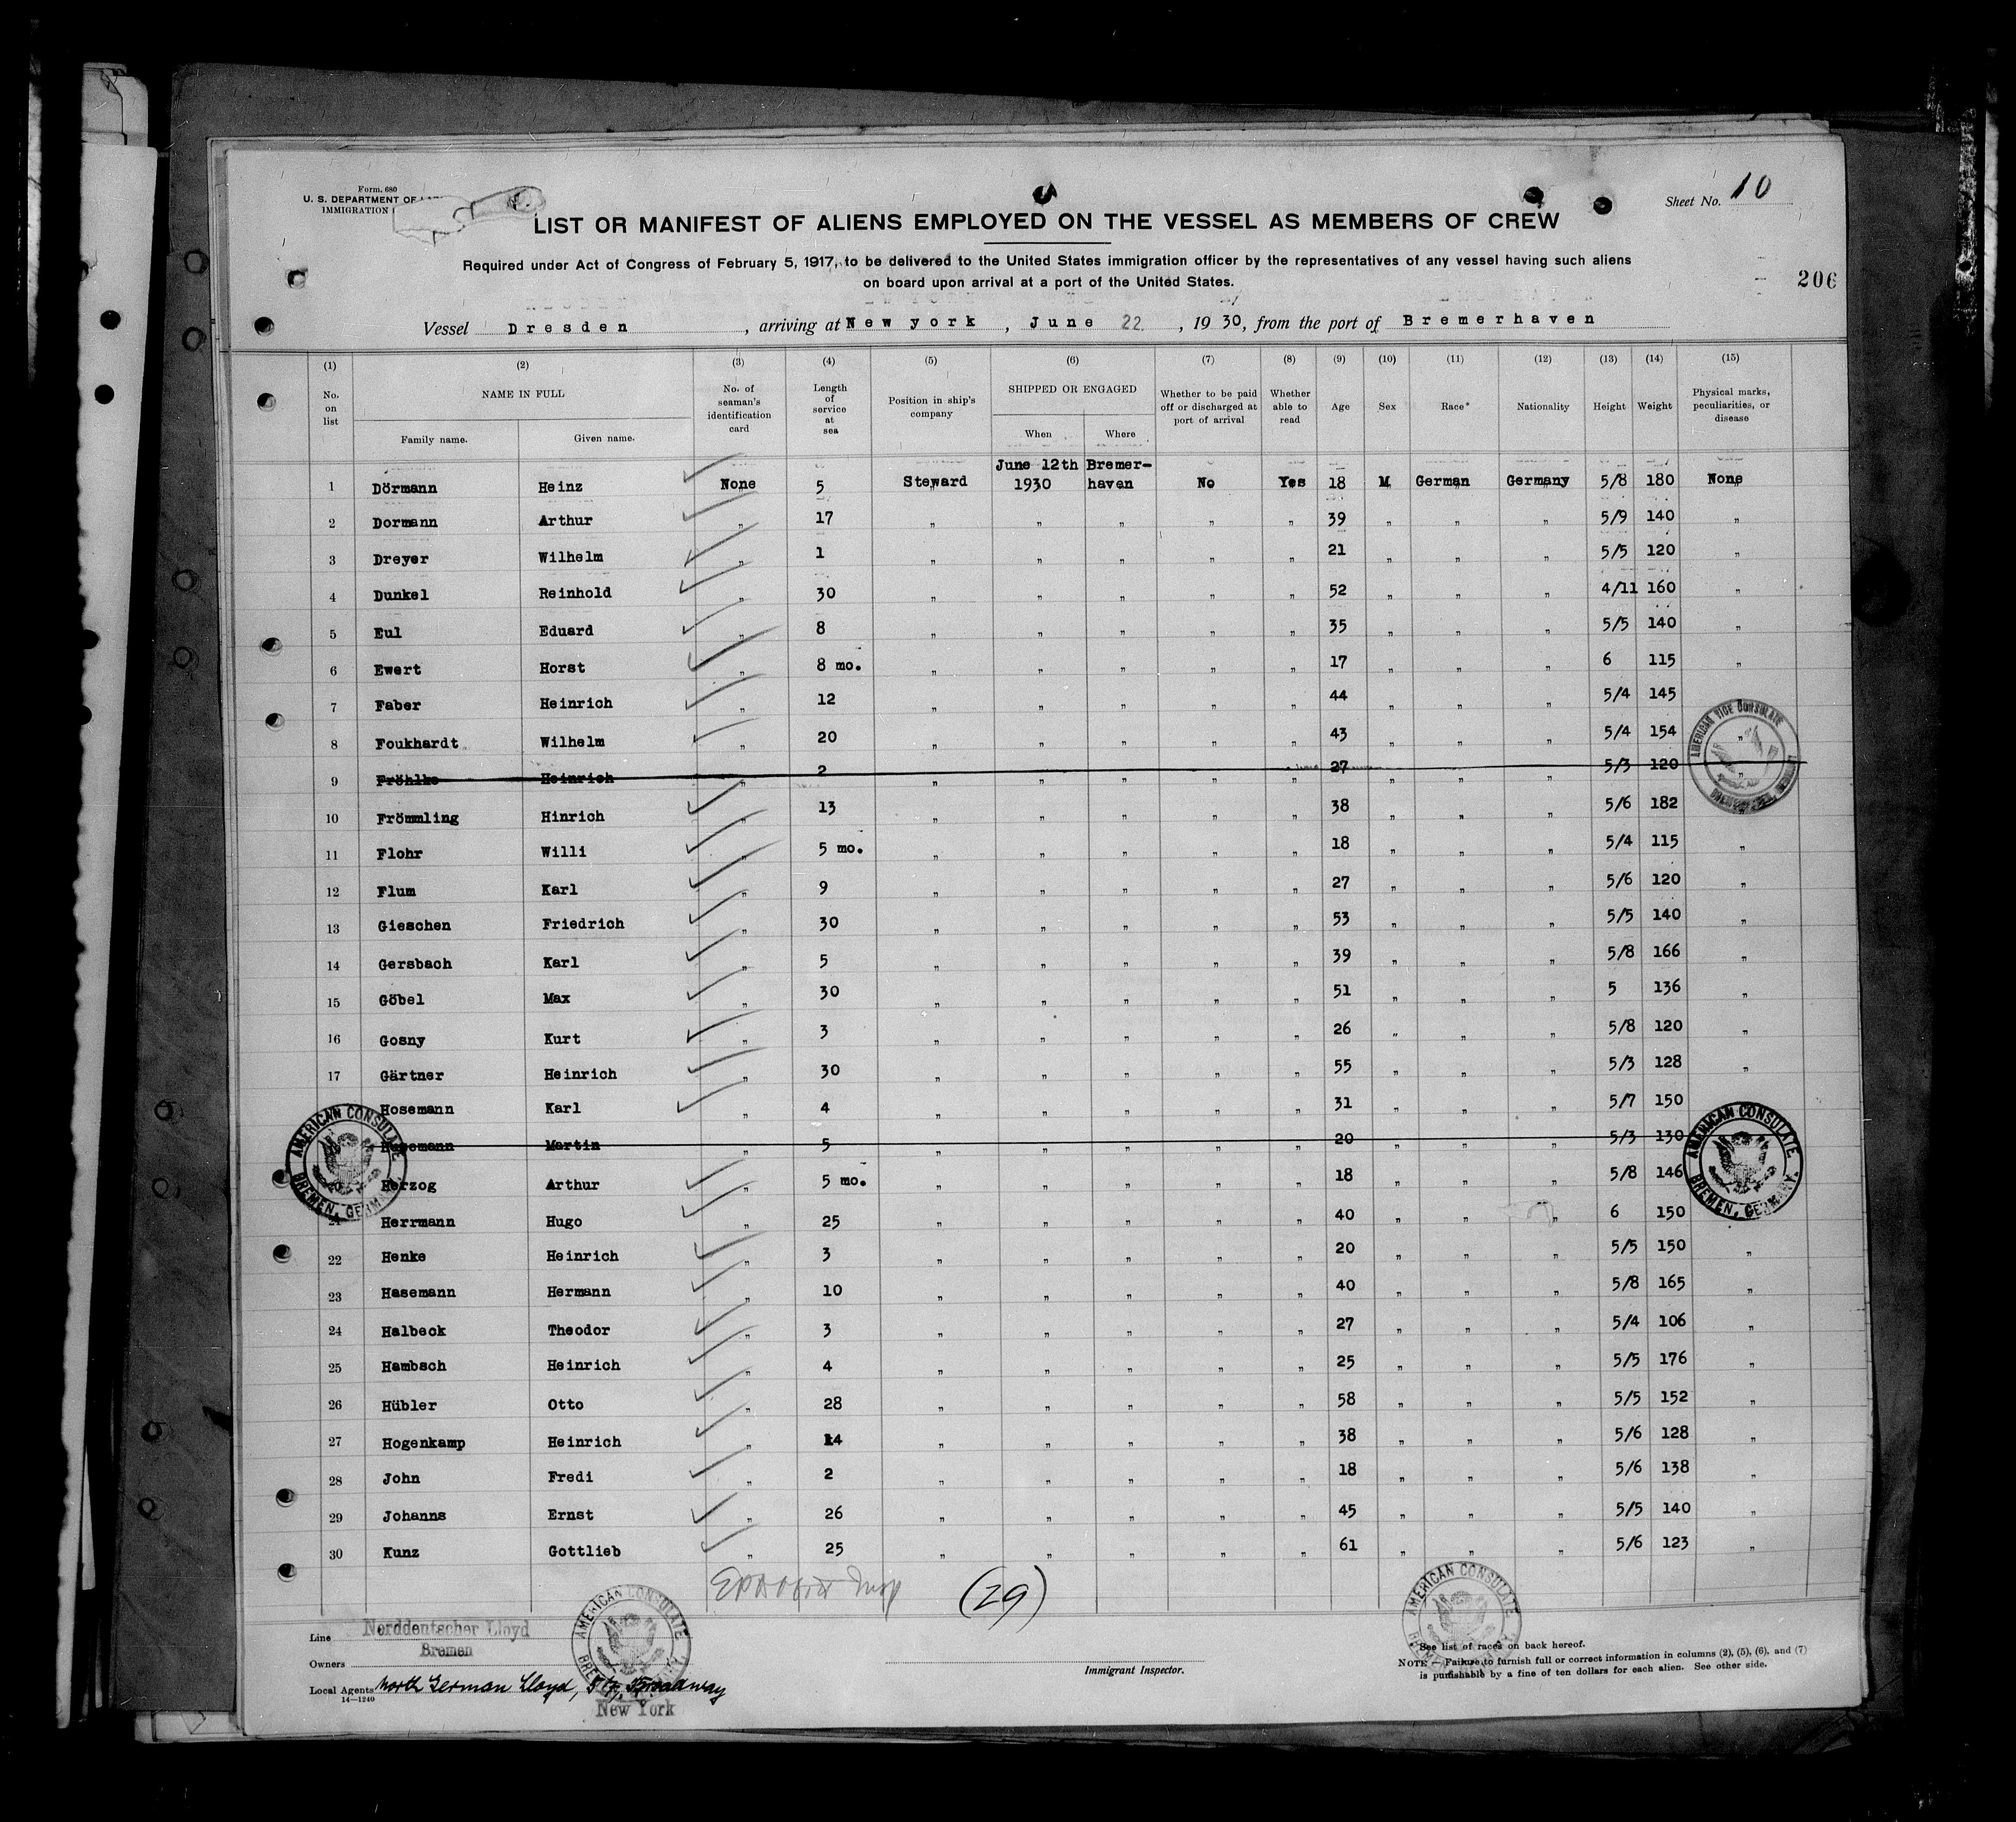 Form. 680
U. S. DEPARTMENT OF
IMMIGRATION
Sheet No. 10
LIST OR MANIFEST OF ALIENS EMPLOYED ON THE VESSEL AS MEMBERS OF CREW
Required under Act of Congress of February 5, 1917, to be delivered to the United States immigration officer by the representatives of any vessel having such aliens
on board upon arrival at a port of the United States.
206
Vessel Dresden, arriving at New york, June 22, 1930, from the port of Bremerhaven
(1) (2) (3) (4) (5) (6) (7) (8) (9) (10) (11) (12) (13) (14) (15)
No. on list NAME IN FULL Family name. Given name. No. of seaman's identification card Length of service at sea Position in ship's company SHIPPED OR ENGAGED When Where Whether to be paid off or discharged at port of arrival Whether able to read Age Sex Race* Nationality Height Weight Physical marks, peculiarities, or disease
June 12th Bremer-
1 Dörmann Heinz None 5 Steward 1930 haven No Yes 18 M German Germany 5/8 180 None
2 Dormann Arthur " 17 " " " " " 39 " " " 5/9 140 "
3 Dreyer Wilhelm " 1 " " " " " 21 " " " 5/5 120 "
4 Dunkel Reinhold " 30 " " " " " 52 " " " 4/11 160 "
5 Eul Eduard " 8 " " " " " 35 " " " 5/5 140 "
6 Ewert Horst " 8 mo. " " " " " 17 " " " 6 115 "
7 Faber Heinrich " 12 " " " " " 44 " " " 5/4 145 "
8 Foukhardt Wilhelm " 20 " " " " " 43 " " " 5/4 154 "
9 Fröhlke Heinrich " 2 " " " " " 27 " " " 5/3 120 "
10 Frömmling Hinrich " 13 " " " " " 38 " " " 5/6 182
11 Flohr Willi " 5 mo. " " " " " 18 " " " 5/4 115 "
12 Flum Karl " 9 " " " " " 27 " " " 5/6 120 "
13 Gieschen Friedrich " 30 " " " " " 53 " " " 5/5 140 "
14 Gersbach Karl " 5 " " " " " 39 " " " 5/8 166 "
15 Göbel Max " 30 " " " " " 51 " " " 5 136 "
16 Gosny Kurt " 3 " " " " " 26 " " " 5/8 120 "
17 Gärtner Heinrich " 30 " " " " " 55 " " " 5/3 128 "
Hosemann Karl " 4 " " " " " 31 " " " 5/7 150
Martin " 5 " " " " " 20 " " " 5/3 130
Herzog Arthur " 5 mo. " " " " " 18 " " " 5/8 146
21 Herrmann Hugo " 25 " " " " " 40 " " " 6 150
22 Henke Heinrich " 3 " " " " " 20 " " " 5/5 150 "
23 Hasemann Hermann " 10 " " " " " 40 " " " 5/8 165 "
24 Halbeck Theodor " 3 " " " " " 27 " " " 5/4 106 "
25 Hambsch Heinrich " 4 " " " " " 25 " " " 5/5 176 "
26 Hübler Otto " 28 " " " " " 58 " " " 5/5 152 "
27 Hogenkamp Heinrich " 14 " " " " " 38 " " " 5/6 128 "
28 John Fredi " 2 " " " " " 18 " " " 5/6 138 "
29 Johanns Ernst " 26 " " " " " 45 " " " 5/5 140 "
30 Kunz Gottlieb " 25 " " " " " 61 " " " 5/6 123 "
(29)
AMERICAN VICE CONSULATE
AMERICAN CONSULATE BREMEN, GERMANY.
AMERICAN CONSULATE BREMEN, GERMANY.
AMERICAN CONSULATE
AMERICAN CONSULATE
Line Norddeutscher Lloyd
Bremen
Owners
Local Agents North German Lloyd, 57, Broadway
14—1240
New York
Immigrant Inspector.
*See list of races on back hereof.
NOTE.—Failure to furnish full or correct information in columns (2), (5), (6), and (7)
is punishable by a fine of ten dollars for each alien. See other side.